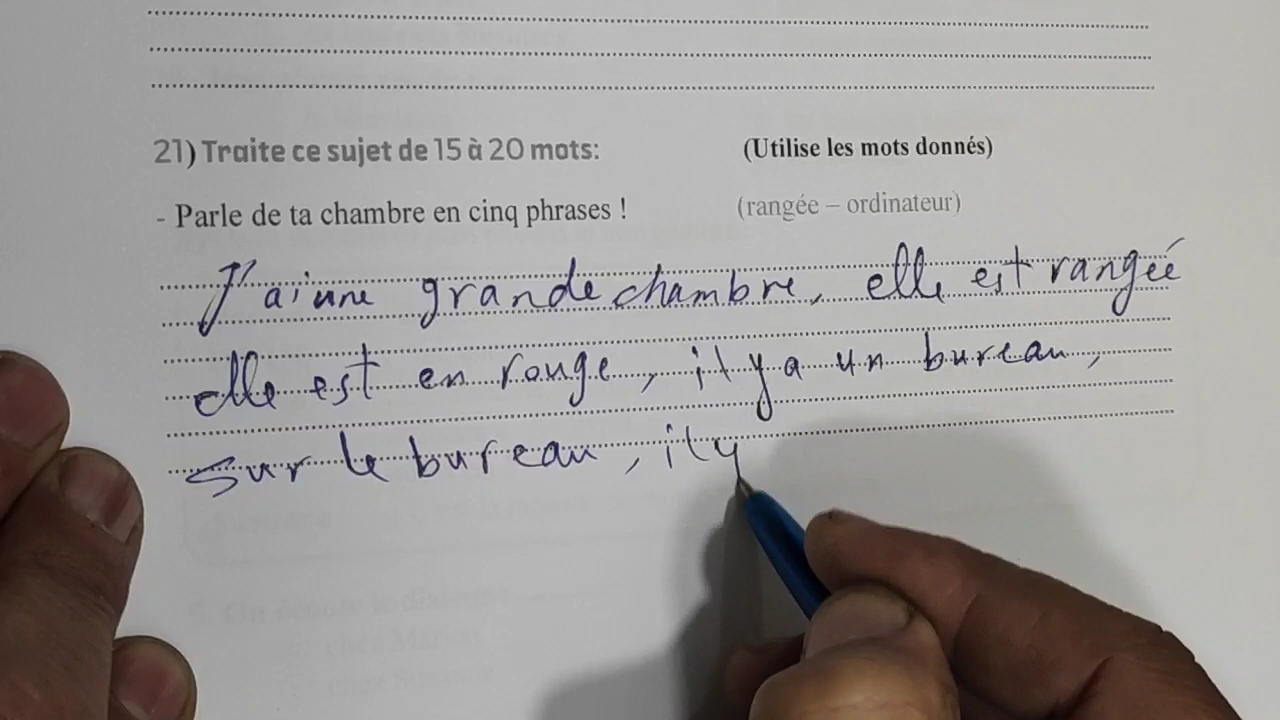 21) Traite ce sujet de 15 à 20 mots: (Utilise les mots donnés)
- Parle de ta chambre en cinq phrases ! (rangée – ordinateur)
J'ai une grande chambre, elle est rangée
elle est en rouge, il y a un bureau,
sur le bureau, il y